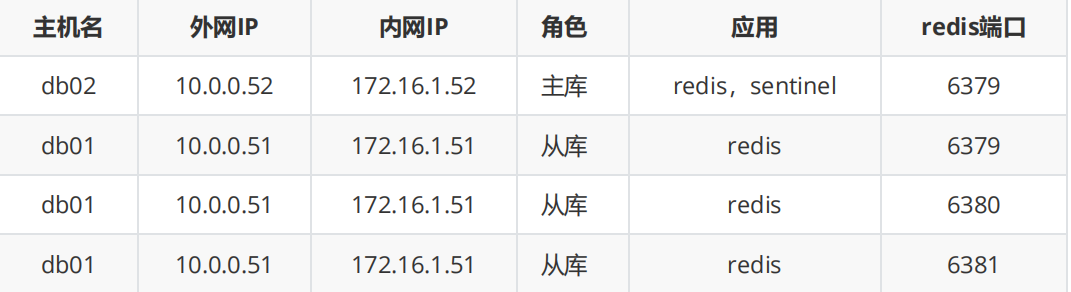 主机名 外网IP 内网IP 角色 应用 redis端口
db02 10.0.0.52 172.16.1.52 主库 redis，sentinel 6379
db01 10.0.0.51 172.16.1.51 从库 redis 6379
db01 10.0.0.51 172.16.1.51 从库 redis 6380
db01 10.0.0.51 172.16.1.51 从库 redis 6381